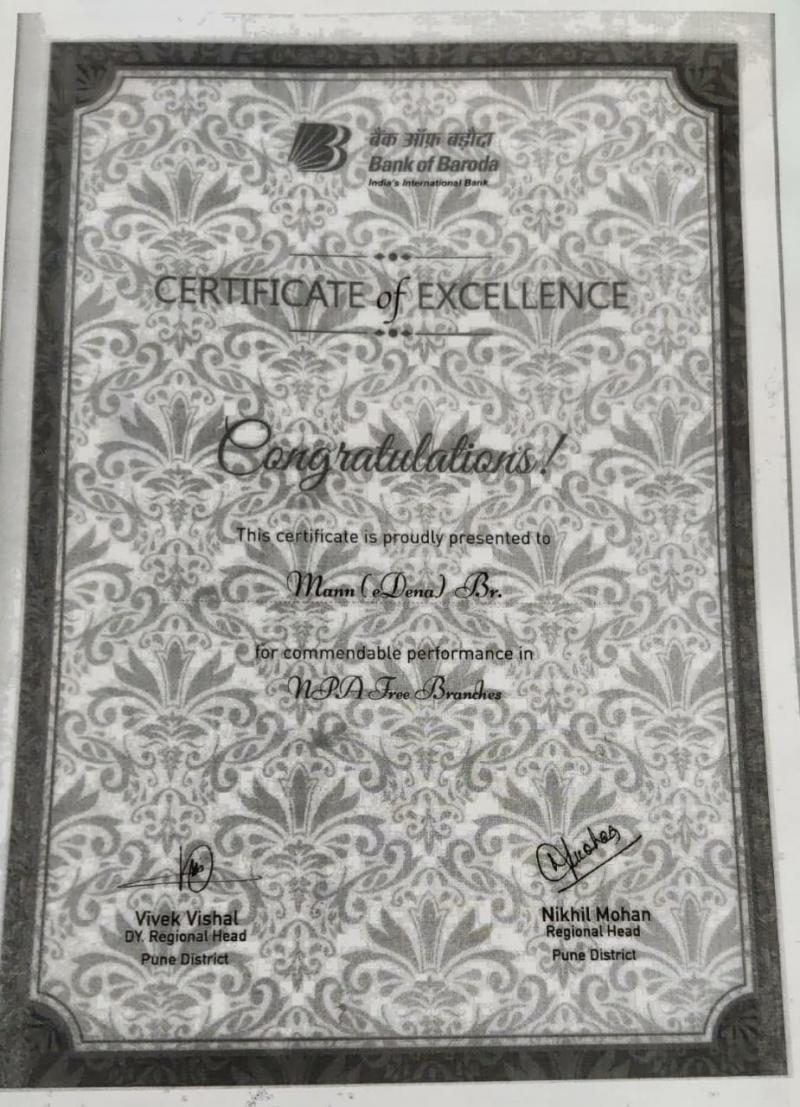 बैंक ऑफ़ बड़ौदा
Bank of Baroda
India's International Bank
CERTIFICATE of EXCELLENCE
Congratulations!
This certificate is proudly presented to
Mann (eDena) Br.
for commendable performance in
NPA Free Branches
Vivek Vishal
DY. Regional Head
Pune District
Nikhil Mohan
Regional Head
Pune District